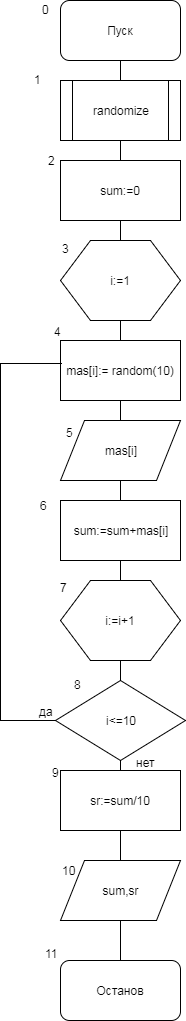 0
Пуск
1
randomize
2
sum:=0
3
i:=1
4
mas[i]:= random(10)
5
mas[i]
6
sum:=sum+mas[i]
7
i:=i+1
8
i<=10
да
нет
9
sr:=sum/10
10
sum,sr
11
Останов